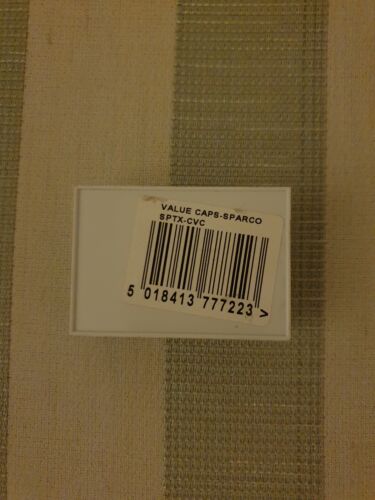 VALUE CAPS-SPARCO
SPTX-CVC
5 018413 777223 >